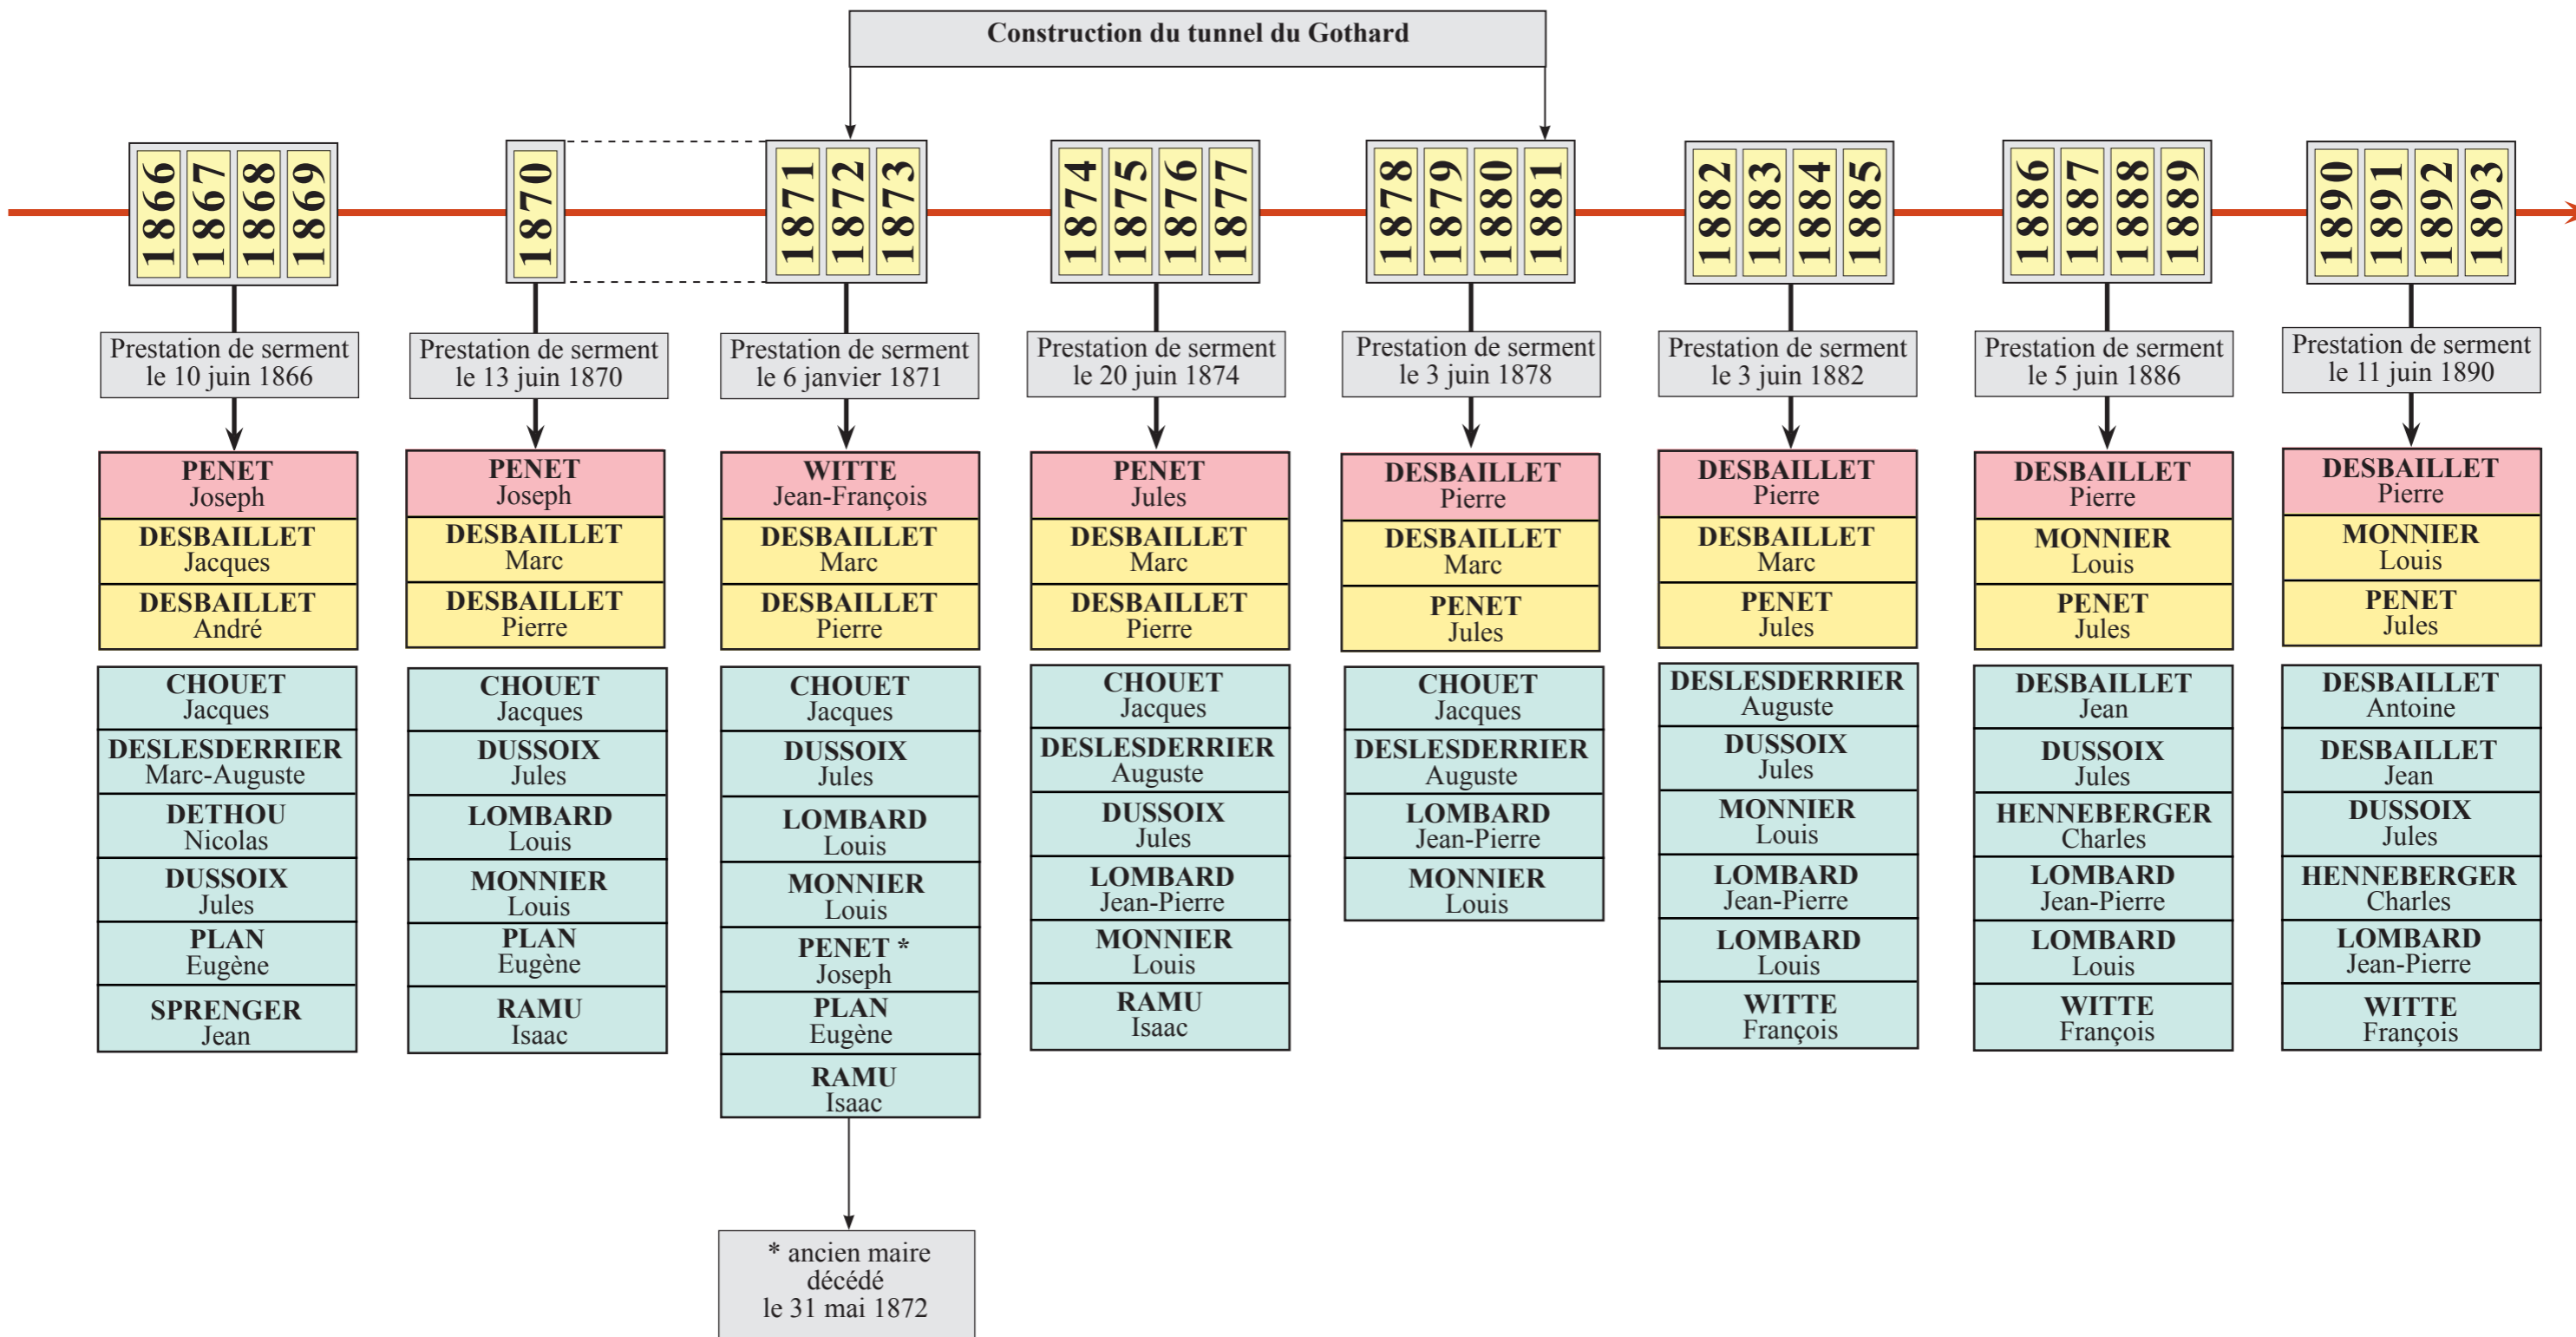 Construction du tunnel du Gothard
1866
1867
1868
1869
Prestation de serment
le 10 juin 1866
PENET
Joseph
DESBAILLET
Jacques
DESBAILLET
André
CHOUET
Jacques
DESLESDERRIER
Marc-Auguste
DETHOU
Nicolas
DUSSOIX
Jules
PLAN
Eugène
SPRENGER
Jean
1870
Prestation de serment
le 13 juin 1870
PENET
Joseph
DESBAILLET
Marc
DESBAILLET
Pierre
CHOUET
Jacques
DUSSOIX
Jules
LOMBARD
Louis
MONNIER
Louis
PLAN
Eugène
RAMU
Isaac
1871
1872
1873
Prestation de serment
le 6 janvier 1871
WITTE
Jean-François
DESBAILLET
Marc
DESBAILLET
Pierre
CHOUET
Jacques
DUSSOIX
Jules
LOMBARD
Louis
MONNIER
Louis
PENET *
Joseph
PLAN
Eugène
RAMU
Isaac
* ancien maire
décédé
le 31 mai 1872
1874
1875
1876
1877
Prestation de serment
le 20 juin 1874
PENET
Jules
DESBAILLET
Marc
DESBAILLET
Pierre
CHOUET
Jacques
DESLESDERRIER
Auguste
DUSSOIX
Jules
LOMBARD
Jean-Pierre
MONNIER
Louis
RAMU
Isaac
1878
1879
1880
1881
Prestation de serment
le 3 juin 1878
DESBAILLET
Pierre
DESBAILLET
Marc
PENET
Jules
CHOUET
Jacques
DESLESDERRIER
Auguste
LOMBARD
Jean-Pierre
MONNIER
Louis
1882
1883
1884
1885
Prestation de serment
le 3 juin 1882
DESBAILLET
Pierre
DESBAILLET
Marc
PENET
Jules
DESLESDERRIER
Auguste
DUSSOIX
Jules
MONNIER
Louis
LOMBARD
Jean-Pierre
LOMBARD
Louis
WITTE
François
1886
1887
1888
1889
Prestation de serment
le 5 juin 1886
DESBAILLET
Pierre
MONNIER
Louis
PENET
Jules
DESBAILLET
Jean
DUSSOIX
Jules
HENNEBERGER
Charles
LOMBARD
Jean-Pierre
LOMBARD
Louis
WITTE
François
1890
1891
1892
1893
Prestation de serment
le 11 juin 1890
DESBAILLET
Pierre
MONNIER
Louis
PENET
Jules
DESBAILLET
Antoine
DESBAILLET
Jean
DUSSOIX
Jules
HENNEBERGER
Charles
LOMBARD
Jean-Pierre
WITTE
François